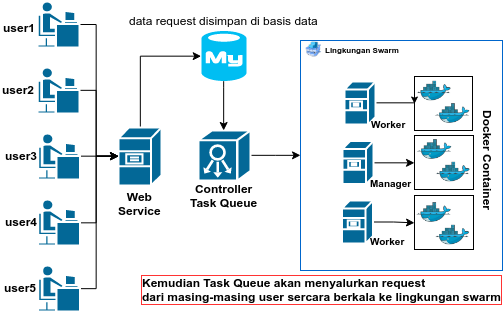 data request disimpan di basis data
user1
user2
user3
user4
user5
My
Web
Service
Controller
Task Queue
Lingkungan Swarm
Worker
Manager
Worker
Docker Container
Kemudian Task Queue akan menyalurkan request
dari masing-masing user sercara berkala ke lingkungan swarm